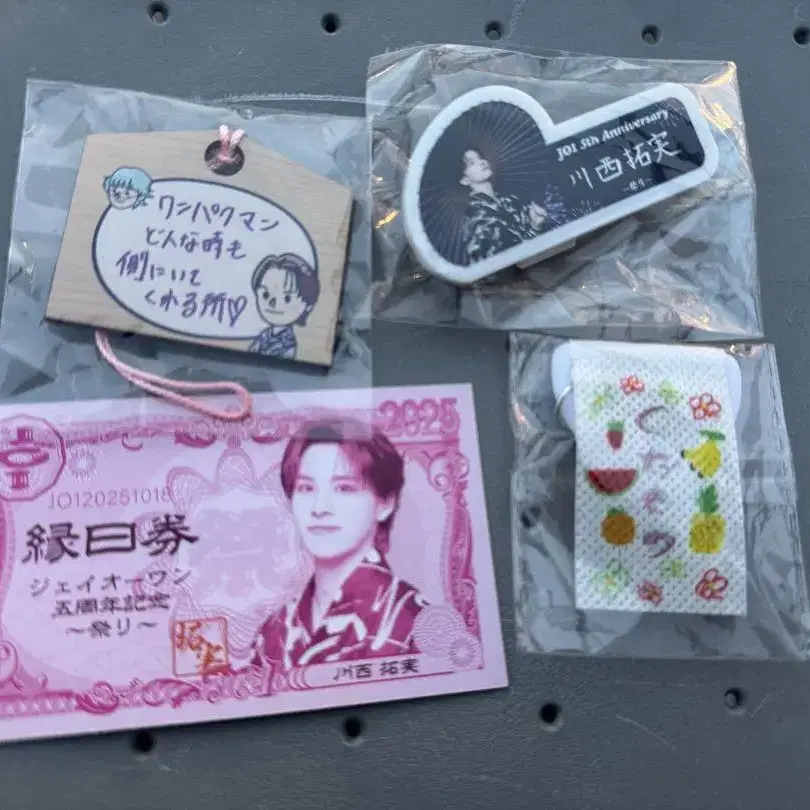 ワンパクマン
どんな時も
側にいて
くれる所♡
JO1 5th Anniversary
川西拓実
～祭り～
2025
JO120251018
縁日券
ジェイオーワン
五周年記念
～祭り～
拓実
川西 拓実
くだもの